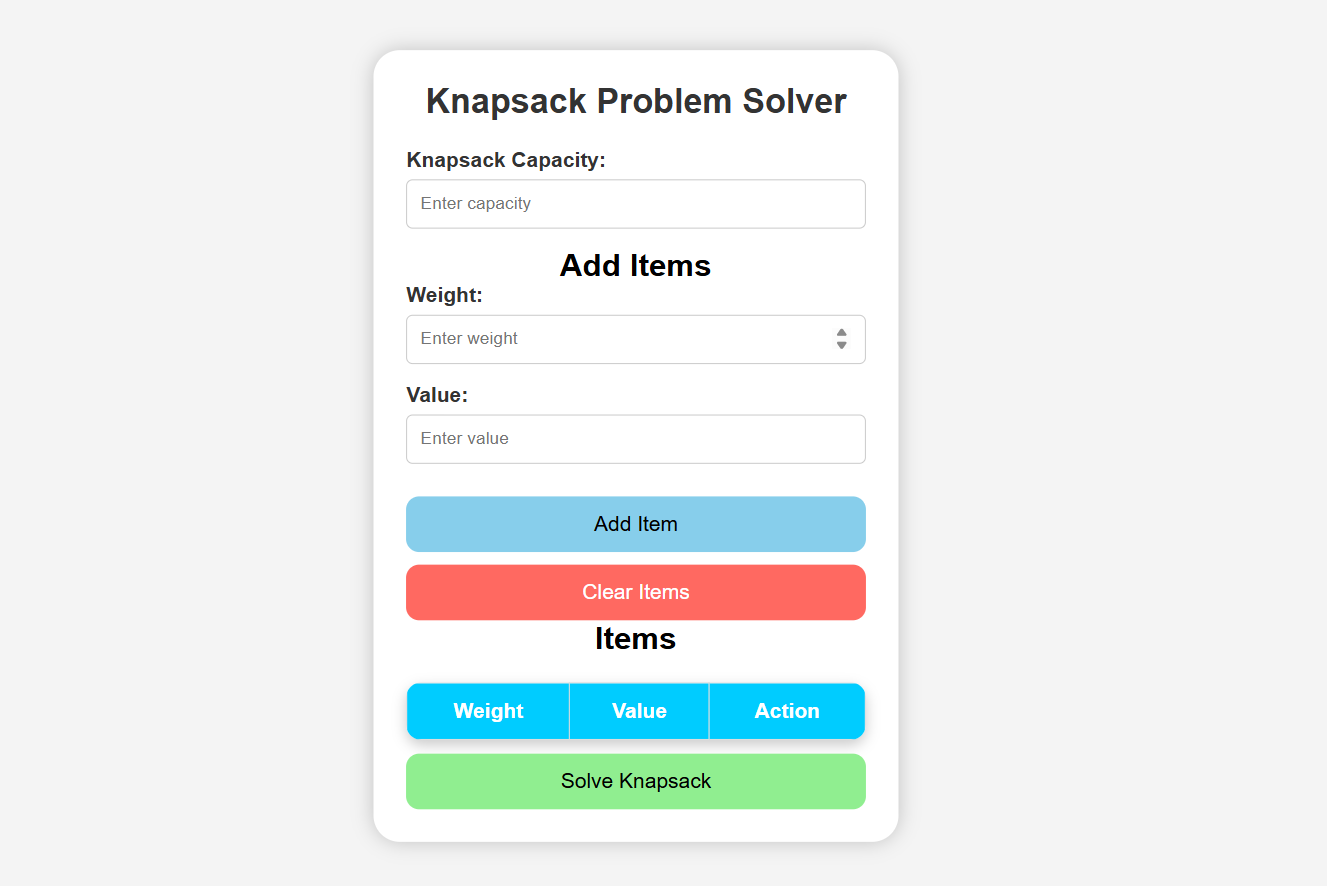 Knapsack Problem Solver
Knapsack Capacity:
Enter capacity
Add Items
Weight:
Enter weight
Value:
Enter value
Add Item
Clear Items
Items
Weight Value Action
Solve Knapsack